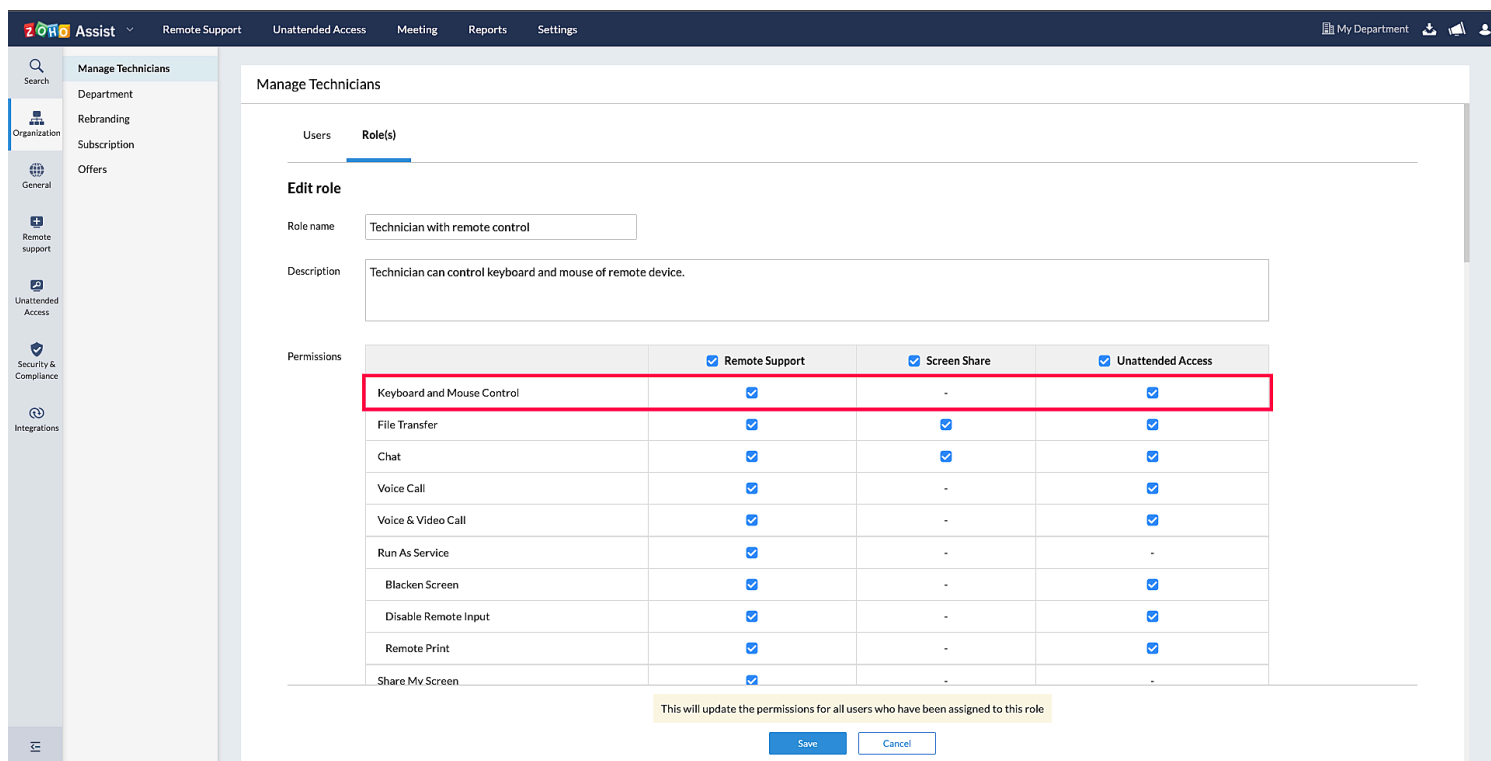 ZOHO Assist Remote Support Unattended Access Meeting Reports Settings My Department
Search
Organization
General
Remote
support
Unattended
Access
Security &
Compliance
Integrations
Manage Technicians
Department
Rebranding
Subscription
Offers
Manage Technicians
Users Role(s)
Edit role
Role name Technician with remote control
Description Technician can control keyboard and mouse of remote device.
Permissions Remote Support Screen Share Unattended Access
Keyboard and Mouse Control -
File Transfer
Chat
Voice Call -
Voice & Video Call -
Run As Service - -
Blacken Screen -
Disable Remote Input -
Remote Print -
Share My Screen - -
This will update the permissions for all users who have been assigned to this role
Save Cancel